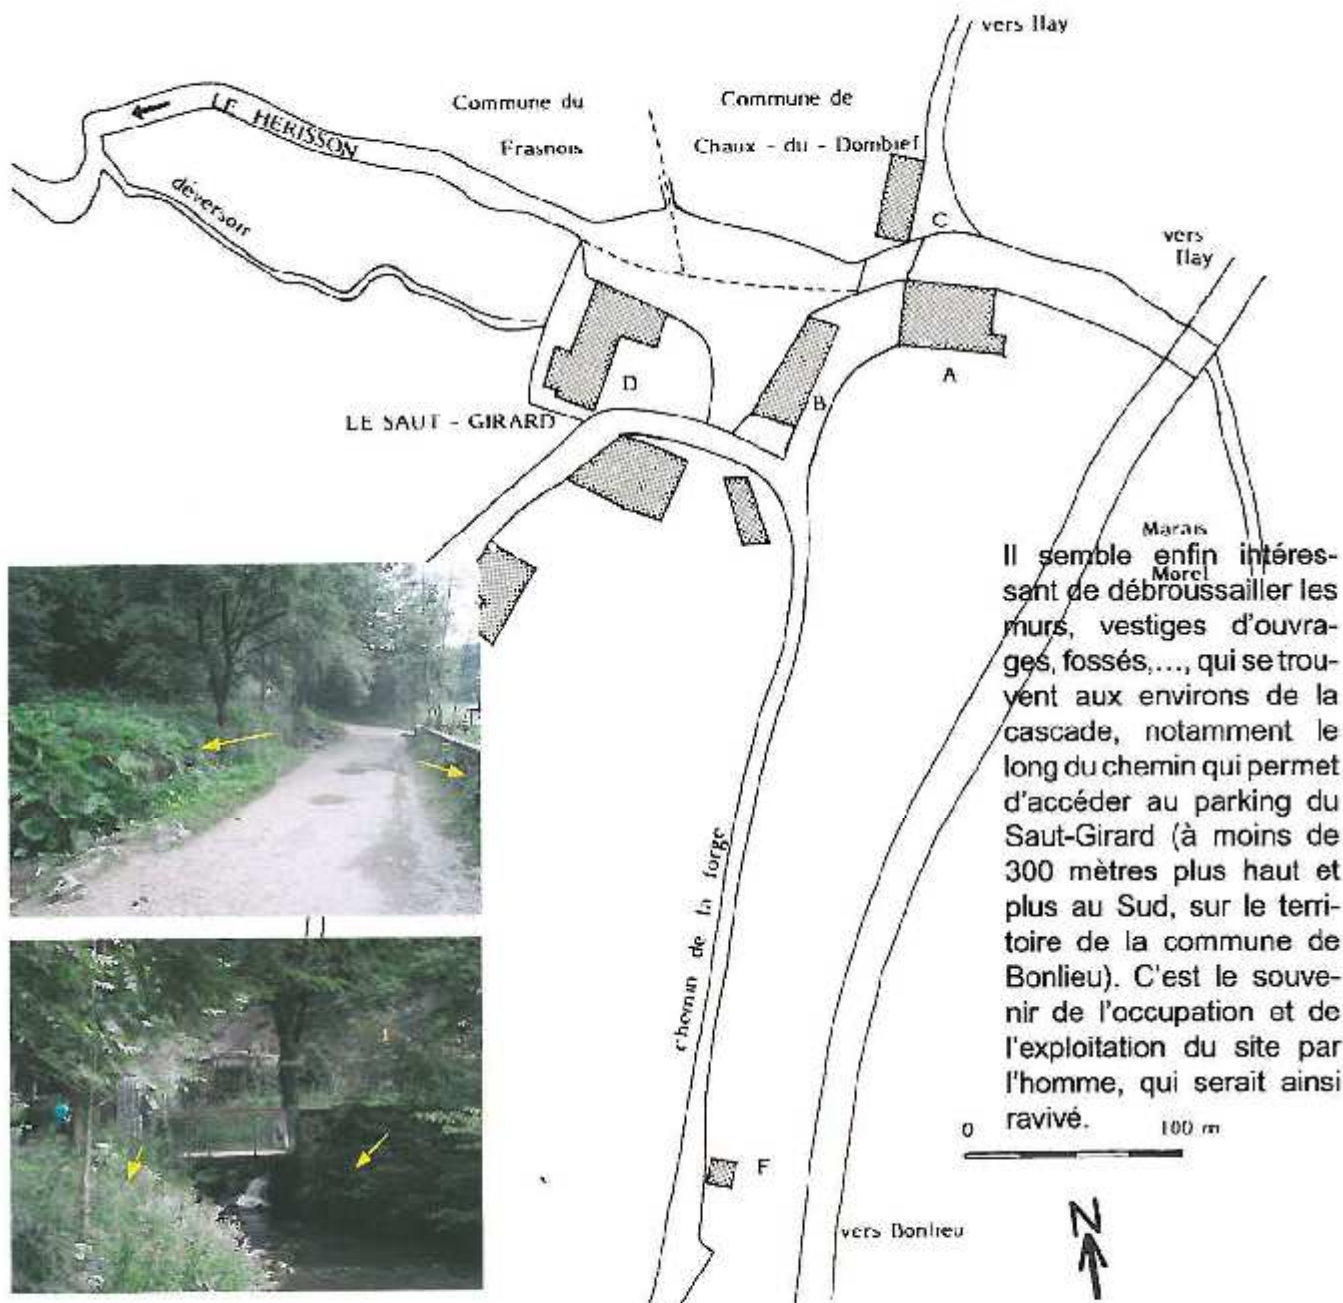 vers Ilay
Commune du
Frasnois
Commune de
Chaux - du - Dombief
LE HERISSON
déversoir
C
vers
Ilay
D
B
A
LE SAUT - GIRARD
Marais
Morel
Il semble enfin intéres-
sant de débroussailler les
murs, vestiges d'ouvra-
ges, fossés,..., qui se trou-
vent aux environs de la
cascade, notamment le
long du chemin qui permet
d'accéder au parking du
Saut-Girard (à moins de
300 mètres plus haut et
plus au Sud, sur le terri-
toire de la commune de
Bonlieu). C'est le souve-
nir de l'occupation et de
l'exploitation du site par
l'homme, qui serait ainsi
ravivé.
chemin de la forge
0 100 m
F
vers Bonlieu
N